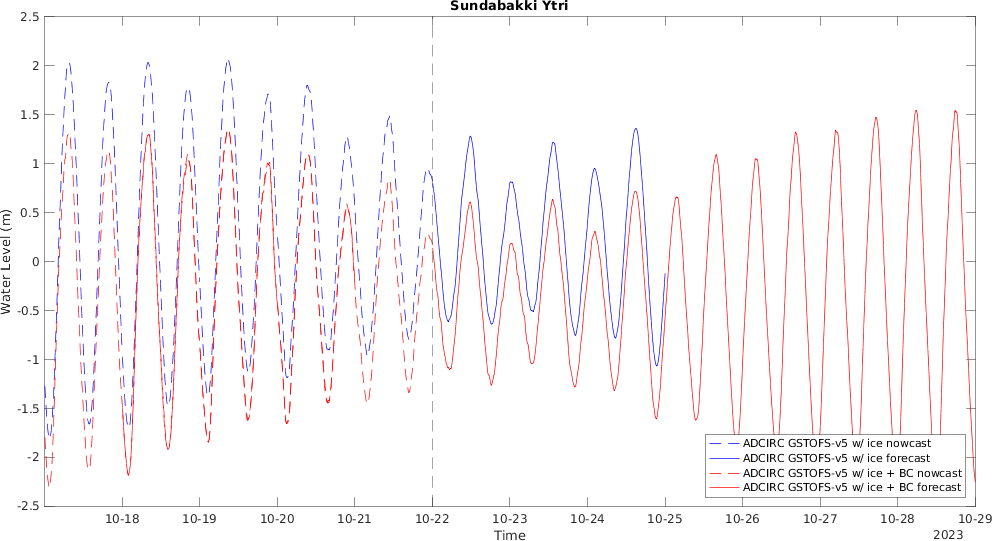 Sundabakki Ytri
2.5
2
1.5
1
0.5
0
-0.5
-1
-1.5
-2
-2.5
Water Level (m)
ADCIRC GSTOFS-v5 w/ ice nowcast
ADCIRC GSTOFS-v5 w/ ice forecast
ADCIRC GSTOFS-v5 w/ ice + BC nowcast
ADCIRC GSTOFS-v5 w/ ice + BC forecast
10-18 10-19 10-20 10-21 10-22 10-23 10-24 10-25 10-26 10-27 10-28 10-29
Time 2023